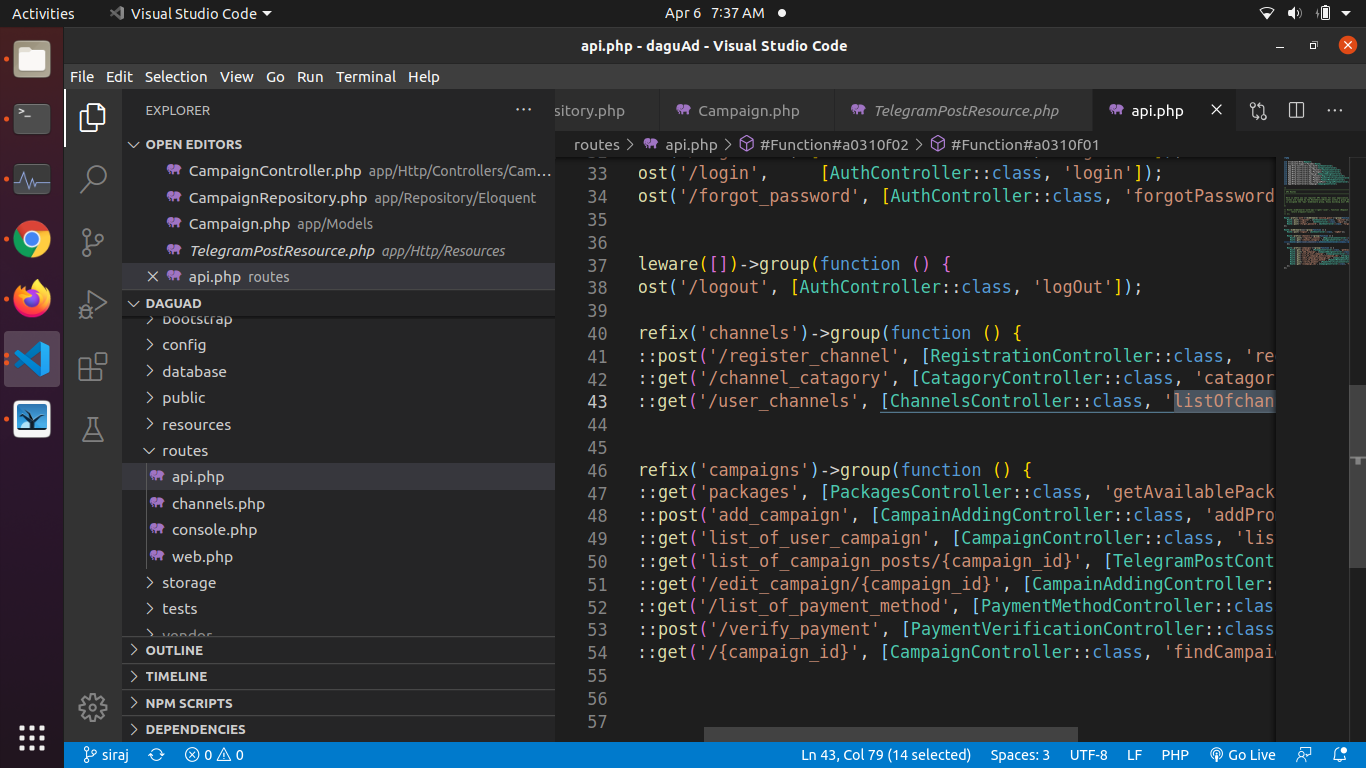 Activities Visual Studio Code Apr 6 7:37 AM
api.php - daguAd - Visual Studio Code
File Edit Selection View Go Run Terminal Help
EXPLORER
OPEN EDITORS
CampaignController.php app/Http/Controllers/Cam...
CampaignRepository.php app/Repository/Eloquent
Campaign.php app/Models
TelegramPostResource.php app/Http/Resources
api.php routes
DAGUAD
bootstrap
config
database
public
resources
routes
api.php
channels.php
console.php
web.php
storage
tests
vendor
OUTLINE
TIMELINE
NPM SCRIPTS
DEPENDENCIES
sitory.php Campaign.php TelegramPostResource.php api.php
routes > api.php > #Function#a0310f02 > #Function#a0310f01
33 ost('/login', [AuthController::class, 'login']);
34 ost('/forgot_password', [AuthController::class, 'forgotPassword
35
36
37 leware([])->group(function () {
38 ost('/logout', [AuthController::class, 'logOut']);
39
40 refix('channels')->group(function () {
41 ::post('/register_channel', [RegistrationController::class, 're
42 ::get('/channel_catagory', [CatagoryController::class, 'catagor
43 ::get('/user_channels', [ChannelsController::class, 'listOfchan
44
45
46 refix('campaigns')->group(function () {
47 ::get('packages', [PackagesController::class, 'getAvailablePack
48 ::post('add_campaign', [CampainAddingController::class, 'addPro
49 ::get('list_of_user_campaign', [CampaignController::class, 'lis
50 ::get('list_of_campaign_posts/{campaign_id}', [TelegramPostCont
51 ::get('/edit_campaign/{campaign_id}', [CampainAddingController:
52 ::get('/list_of_payment_method', [PaymentMethodController::clas
53 ::post('/verify_payment', [PaymentVerificationController::class
54 ::get('/{campaign_id}', [CampaignController::class, 'findCampai
55
56
57
siraj 0 0 Ln 43, Col 79 (14 selected) Spaces: 3 UTF-8 LF PHP Go Live